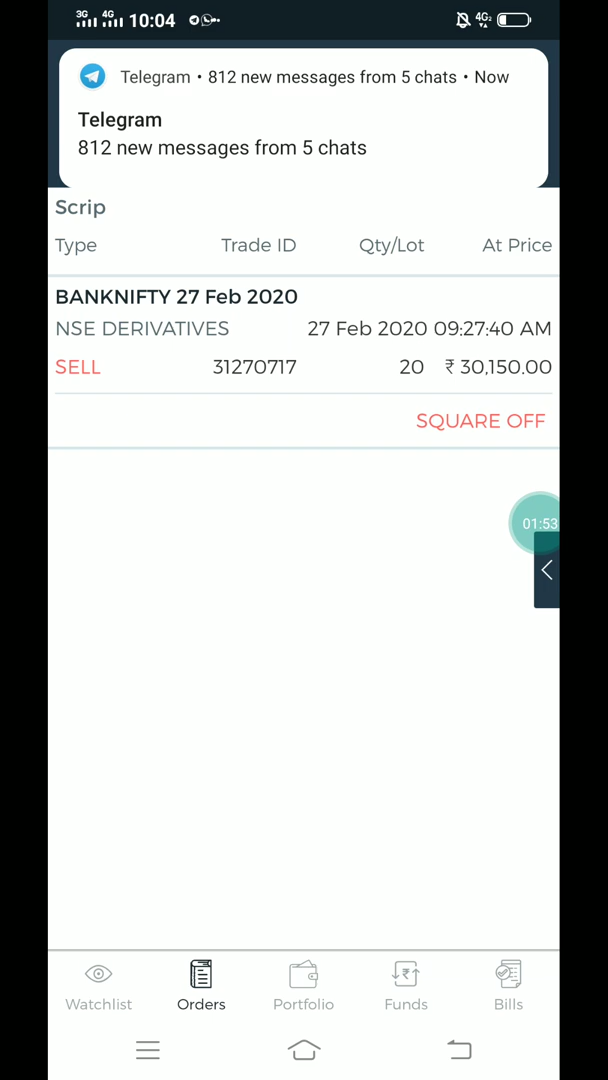 3G 4G 10:04 4G2
Telegram • 812 new messages from 5 chats • Now
Telegram
812 new messages from 5 chats
Scrip
Type Trade ID Qty/Lot At Price
BANKNIFTY 27 Feb 2020
NSE DERIVATIVES 27 Feb 2020 09:27:40 AM
SELL 31270717 20 ₹ 30,150.00
SQUARE OFF
01:53
Watchlist Orders Portfolio Funds Bills